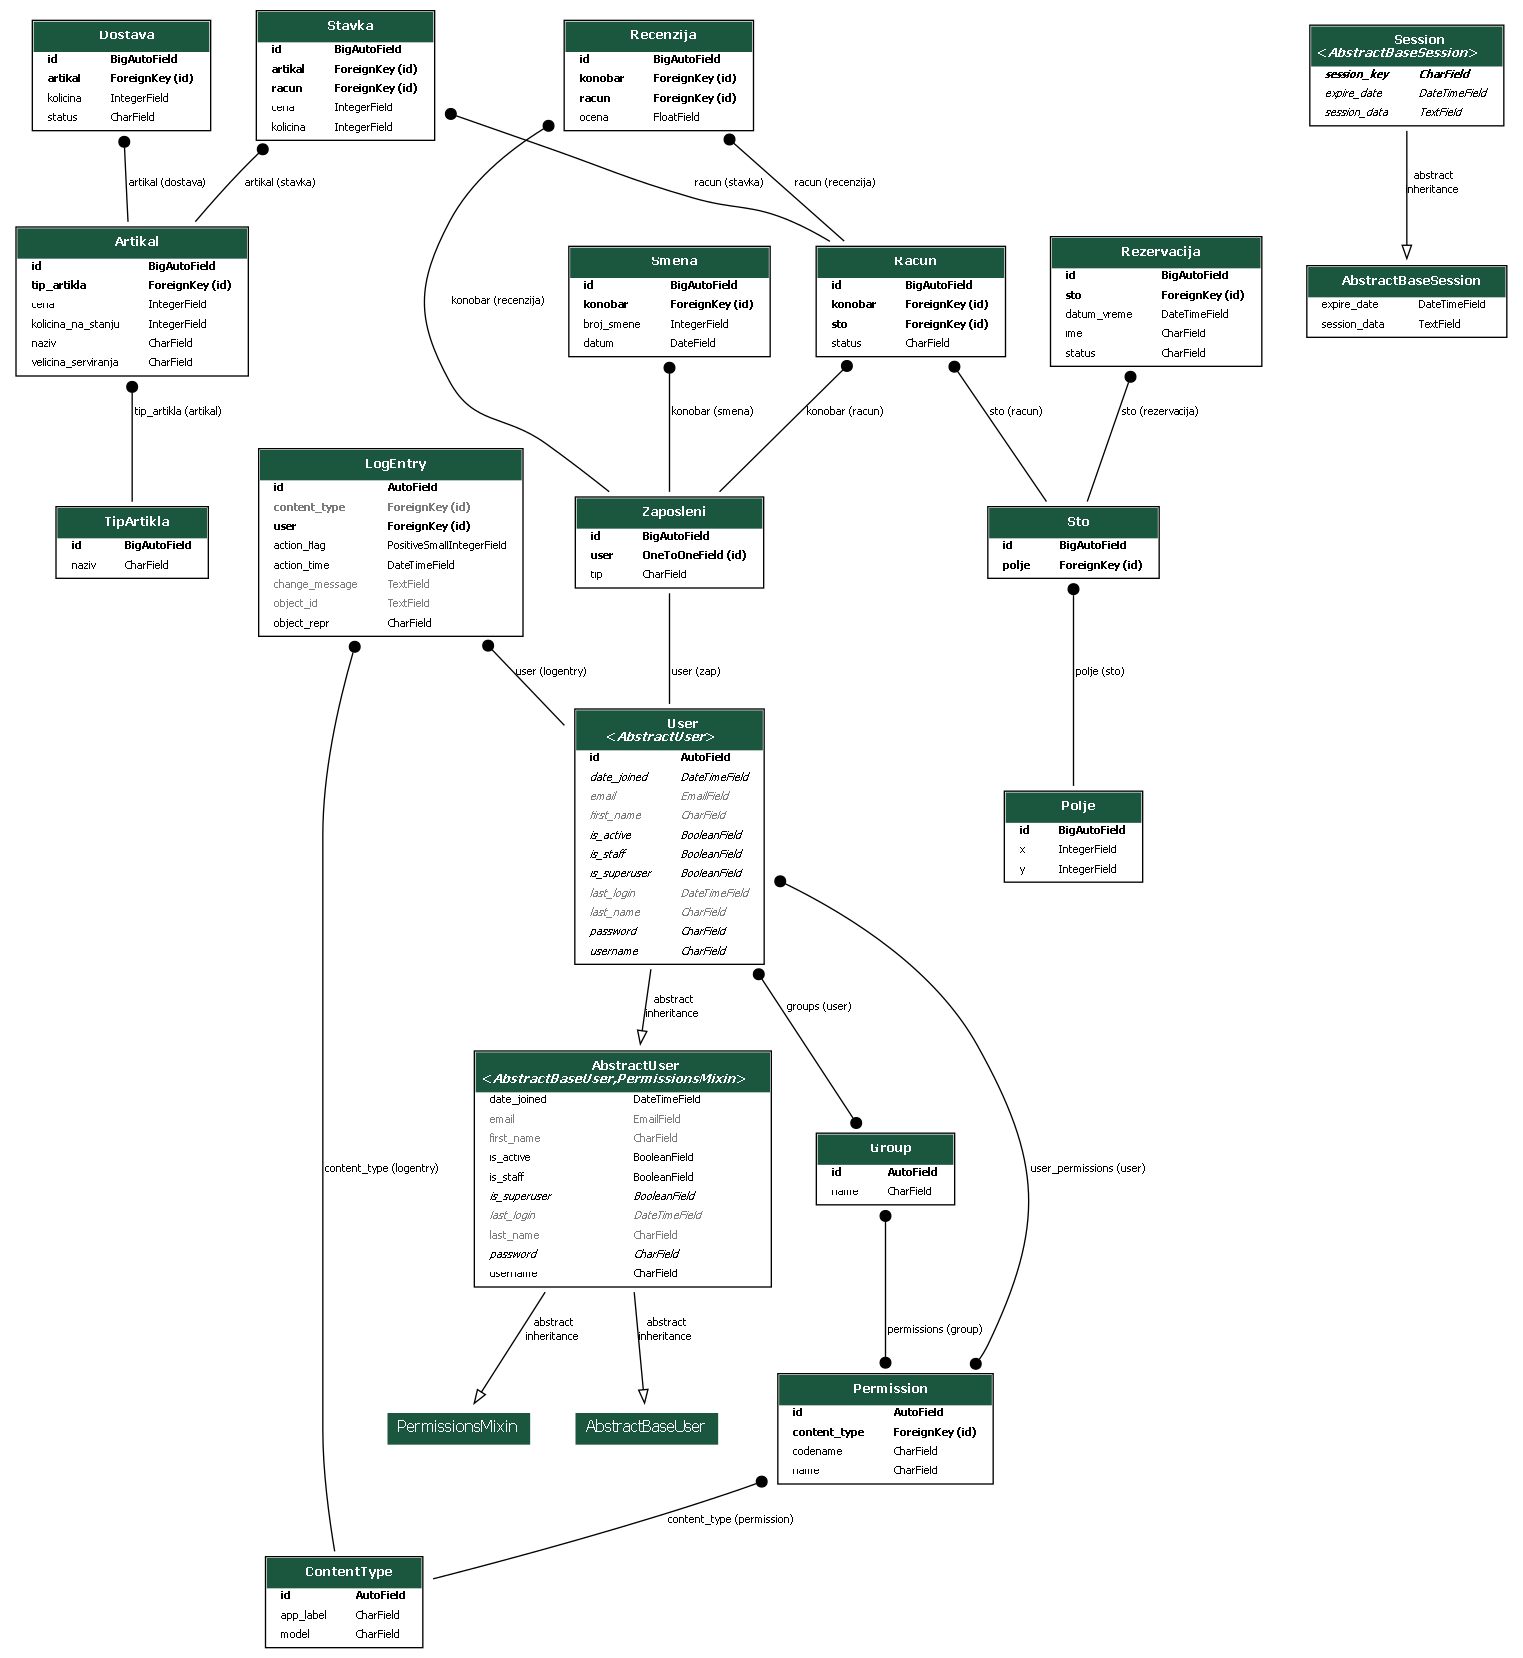 Dostava
id BigAutoField
artikal ForeignKey (id)
kolicina IntegerField
status CharField
Stavka
id BigAutoField
artikal ForeignKey (id)
racun ForeignKey (id)
cena IntegerField
kolicina IntegerField
Recenzija
id BigAutoField
konobar ForeignKey (id)
racun ForeignKey (id)
ocena FloatField
Session
<AbstractBaseSession>
session_key CharField
expire_date DateTimeField
session_data TextField
artikal (dostava)
artikal (stavka)
racun (stavka)
racun (recenzija)
abstract
inheritance
Artikal
id BigAutoField
tip_artikla ForeignKey (id)
cena IntegerField
kolicina_na_stanju IntegerField
naziv CharField
velicina_serviranja CharField
konobar (recenzija)
Smena
id BigAutoField
konobar ForeignKey (id)
broj_smene IntegerField
datum DateField
Racun
id BigAutoField
konobar ForeignKey (id)
sto ForeignKey (id)
status CharField
Rezervacija
id BigAutoField
sto ForeignKey (id)
datum_vreme DateTimeField
ime CharField
status CharField
AbstractBaseSession
expire_date DateTimeField
session_data TextField
tip_artikla (artikal)
konobar (smena)
konobar (racun)
sto (racun)
sto (rezervacija)
TipArtikla
id BigAutoField
naziv CharField
LogEntry
id AutoField
content_type ForeignKey (id)
user ForeignKey (id)
action_flag PositiveSmallIntegerField
action_time DateTimeField
change_message TextField
object_id TextField
object_repr CharField
Zaposleni
id BigAutoField
user OneToOneField (id)
tip CharField
Sto
id BigAutoField
polje ForeignKey (id)
user (logentry)
user (zap)
polje (sto)
User
<AbstractUser>
id AutoField
date_joined DateTimeField
email EmailField
first_name CharField
is_active BooleanField
is_staff BooleanField
is_superuser BooleanField
last_login DateTimeField
last_name CharField
password CharField
username CharField
Polje
id BigAutoField
x IntegerField
y IntegerField
abstract
inheritance
groups (user)
AbstractUser
<AbstractBaseUser,PermissionsMixin>
date_joined DateTimeField
email EmailField
first_name CharField
is_active BooleanField
is_staff BooleanField
is_superuser BooleanField
last_login DateTimeField
last_name CharField
password CharField
username CharField
Group
id AutoField
name CharField
content_type (logentry)
user_permissions (user)
abstract
inheritance
abstract
inheritance
permissions (group)
PermissionsMixin
AbstractBaseUser
Permission
id AutoField
content_type ForeignKey (id)
codename CharField
name CharField
content_type (permission)
ContentType
id AutoField
app_label CharField
model CharField